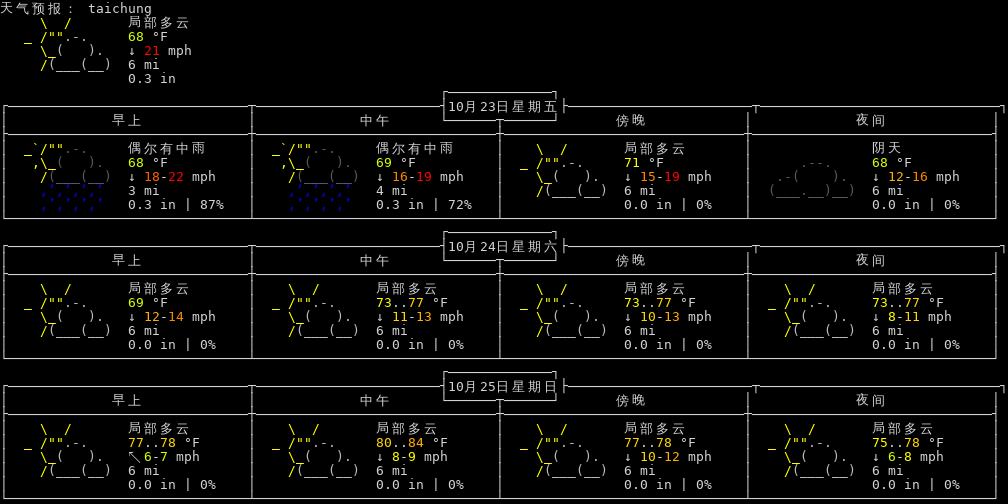 天气预报: taichung
局部多云
68 °F
↓ 21 mph
6 mi
0.3 in
10月23日星期五
早上 中午 傍晚 夜间
偶尔有中雨 偶尔有中雨 局部多云 阴天
68 °F 69 °F 71 °F 68 °F
↓ 18-22 mph ↓ 16-19 mph ↓ 15-19 mph ↓ 12-16 mph
3 mi 4 mi 6 mi 6 mi
0.3 in | 87% 0.3 in | 72% 0.0 in | 0% 0.0 in | 0%
10月24日星期六
早上 中午 傍晚 夜间
局部多云 局部多云 局部多云 局部多云
69 °F 73..77 °F 73..77 °F 73..77 °F
↓ 12-14 mph ↓ 11-13 mph ↓ 10-13 mph ↓ 8-11 mph
6 mi 6 mi 6 mi 6 mi
0.0 in | 0% 0.0 in | 0% 0.0 in | 0% 0.0 in | 0%
10月25日星期日
早上 中午 傍晚 夜间
局部多云 局部多云 局部多云 局部多云
77..78 °F 80..84 °F 77..78 °F 75..78 °F
↖ 6-7 mph ↓ 8-9 mph ↓ 10-12 mph ↓ 6-8 mph
6 mi 6 mi 6 mi 6 mi
0.0 in | 0% 0.0 in | 0% 0.0 in | 0% 0.0 in | 0%